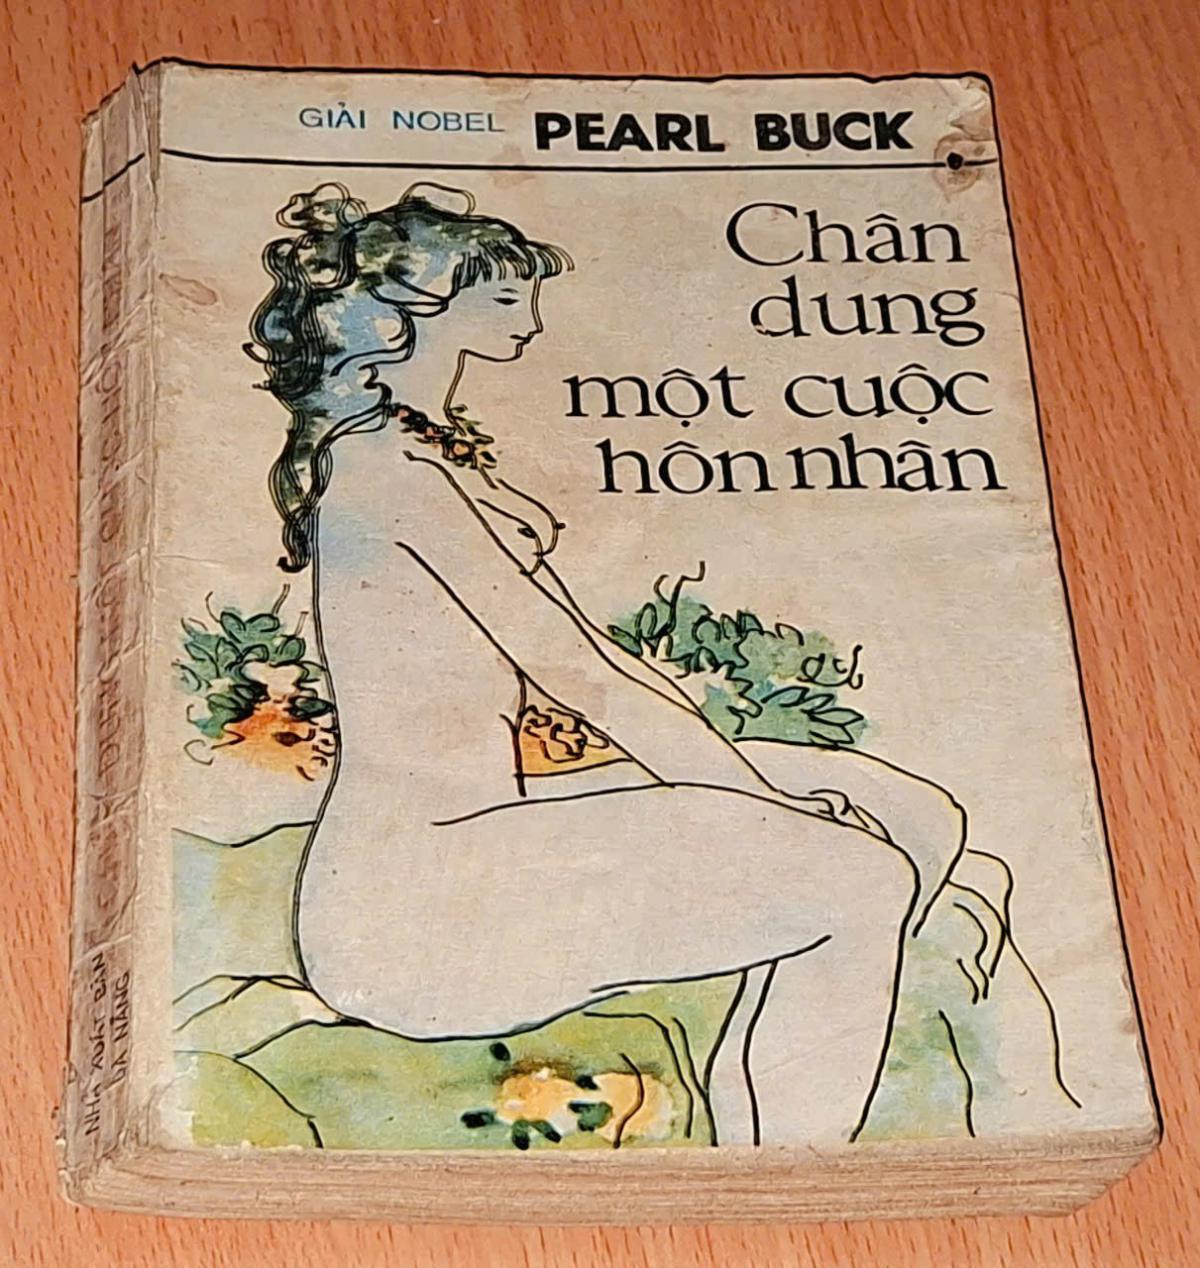 GIẢI NOBEL PEARL BUCK
Chân
dung
một cuộc
hôn nhân
NHÀ XUẤT BẢN
ĐÀ NẴNG